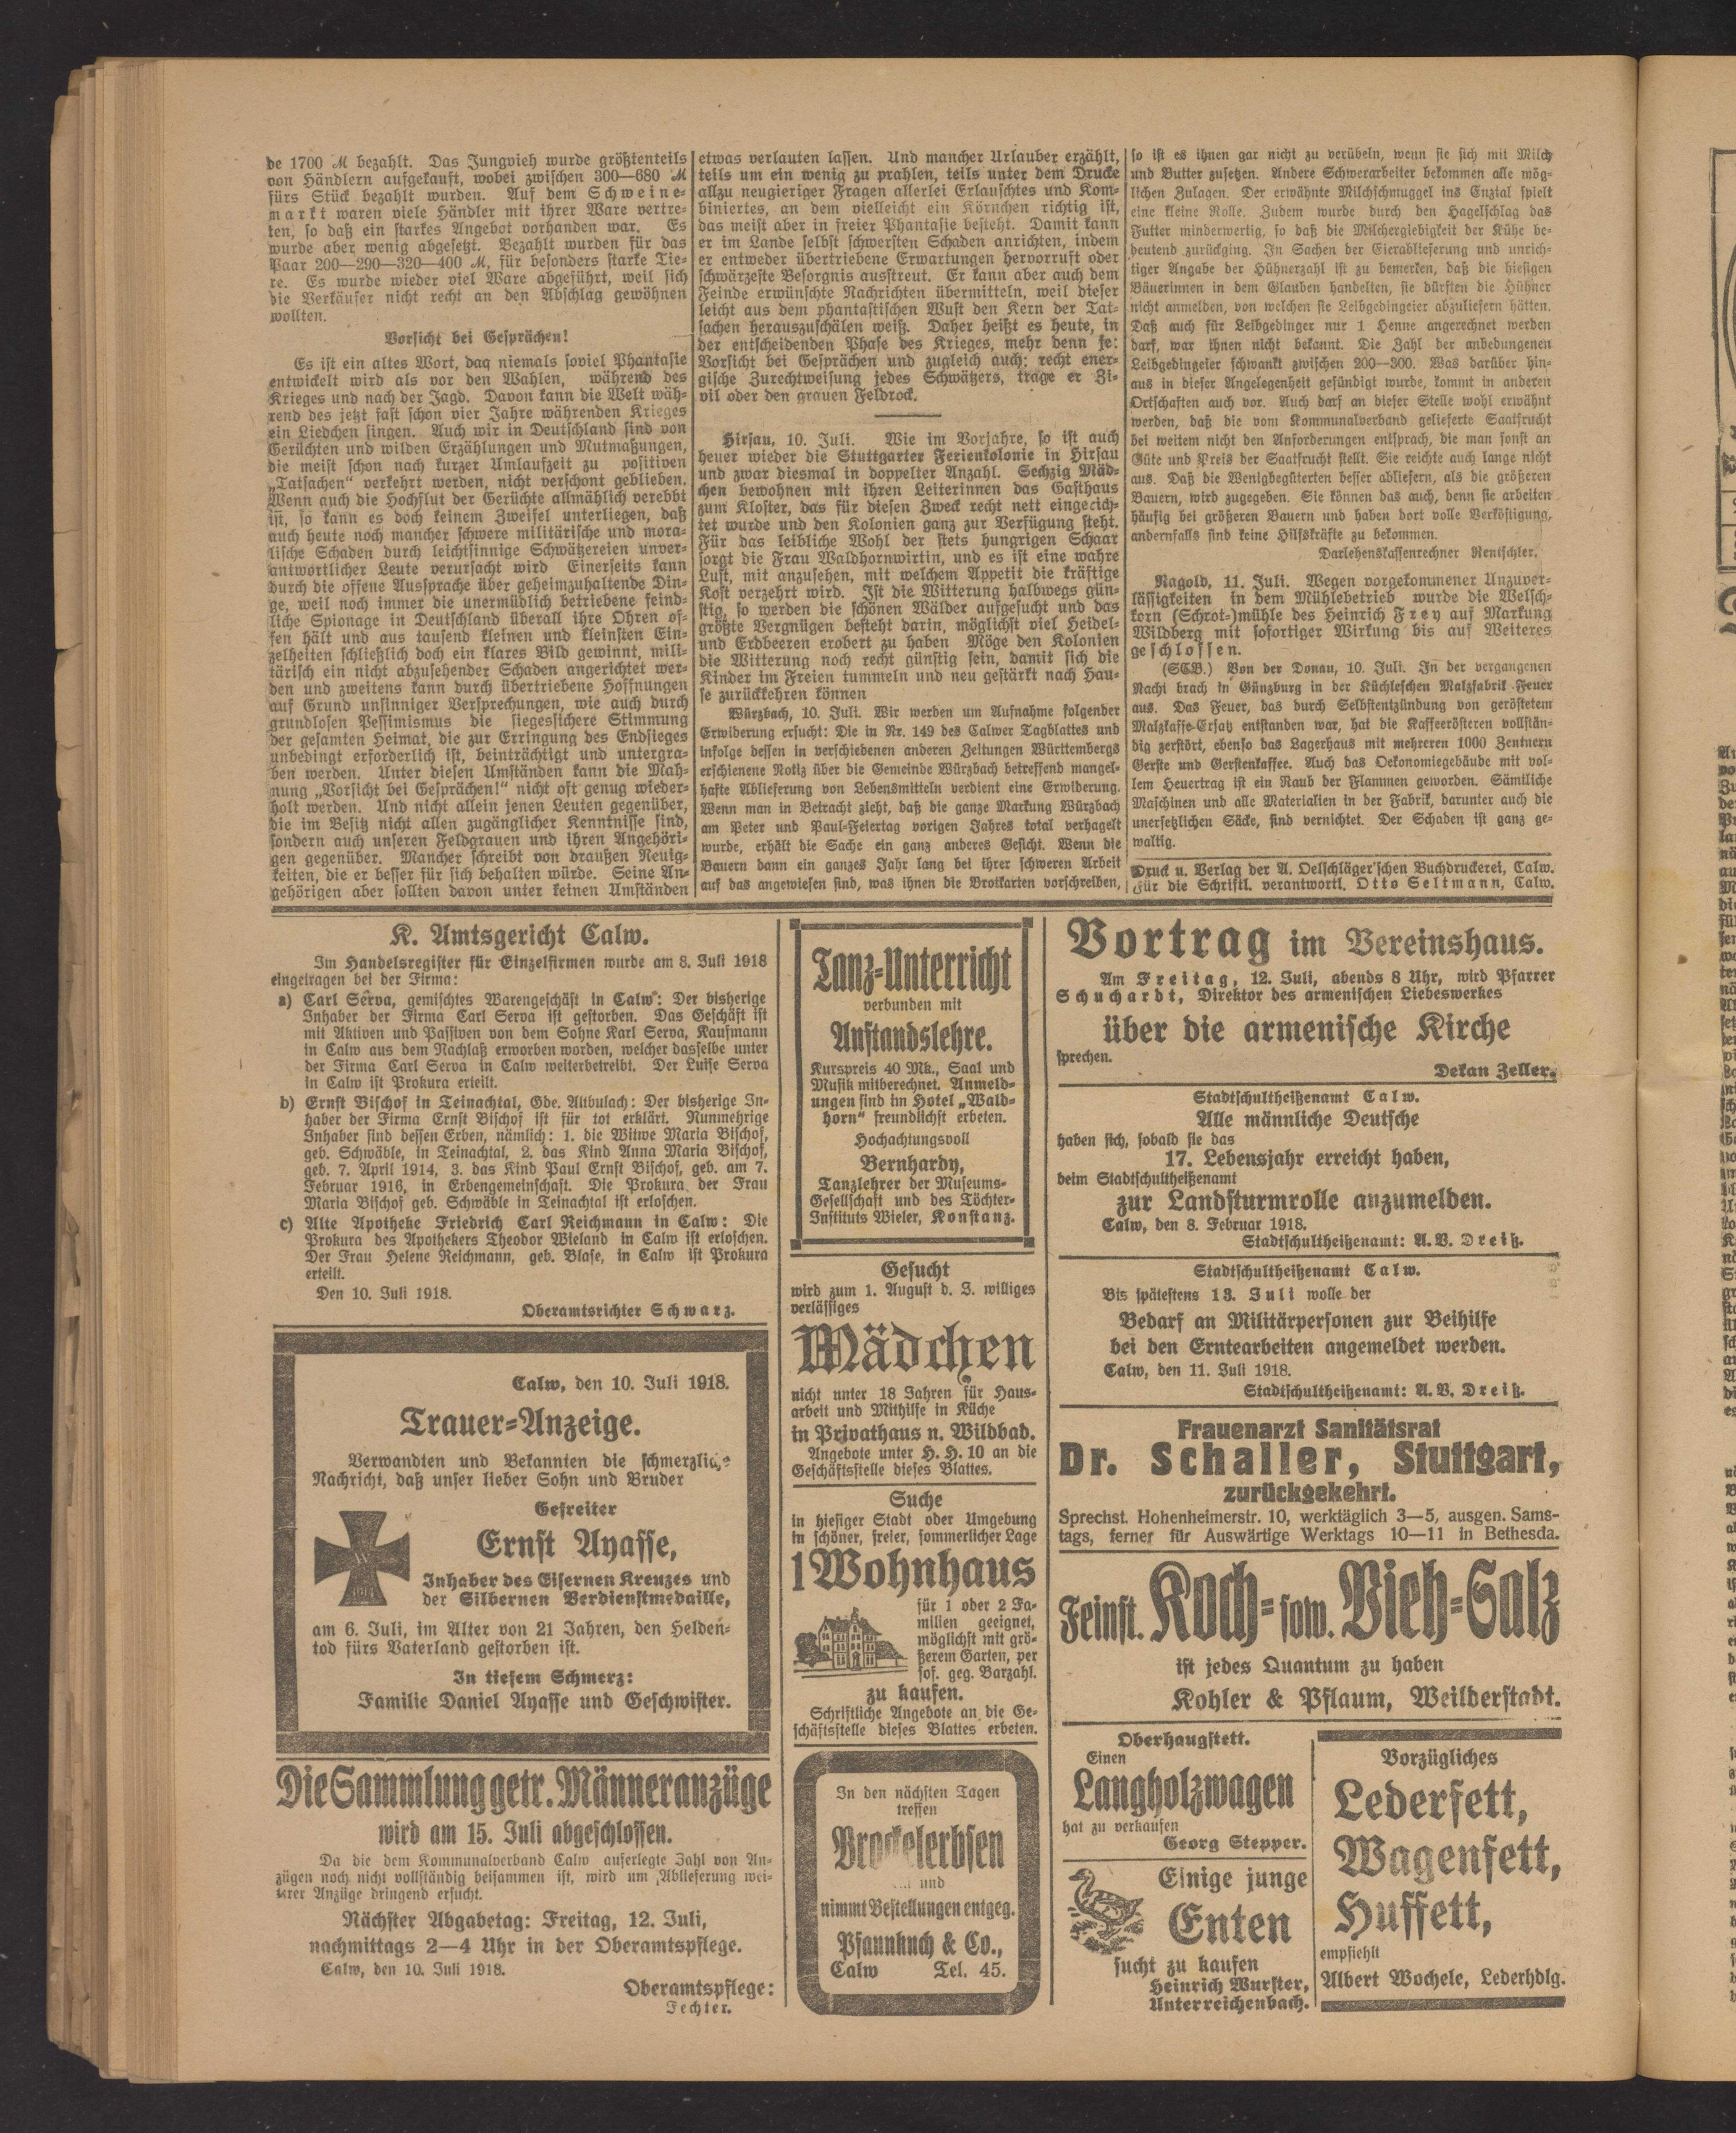 de 1700 M bezahlt. Das Jungvieh wurde größtenteils
von Händlern aufgekauft, wobei zwischen 300—680 M
fürs Stück bezahlt wurden. Auf dem Schweine-
markt waren viele Händler mit ihrer Ware vertre-
ten, so daß ein starkes Angebot vorhanden war. Es
wurde aber wenig abgesetzt. Bezahlt wurden für das
Paar 200—290—320—400 M, für besonders starke Tie-
re. Es wurde wieder viel Ware abgeführt, weil sich
die Verkäufer nicht recht an den Abschlag gewöhnen
wollten.
Vorsicht bei Gesprächen!
Es ist ein altes Wort, daq niemals soviel Phantasie
entwickelt wird als vor den Wahlen, während des
Krieges und nach der Jagd. Davon kann die Welt wäh-
rend des jetzt fast schon vier Jahre währenden Krieges
ein Liedchen singen. Auch wir in Deutschland sind von
Gerüchten und wilden Erzählungen und Mutmaßungen,
die meist schon nach kurzer Umlaufzeit zu positiven
„Tatsachen“ verkehrt werden, nicht verschont geblieben.
Wenn auch die Hochflut der Gerüchte allmählich verebbt
ist, so kann es doch keinem Zweifel unterliegen, daß
auch heute noch mancher schwere militärische und mora-
lische Schaden durch leichtsinnige Schwätzereien unver-
antwortlicher Leute verursacht wird Einerseits kann
durch die offene Aussprache über geheimzuhaltende Din-
ge, weil noch immer die unermüdlich betriebene feind-
liche Spionage in Deutschland überall ihre Ohren of-
fen hält und aus tausend kleinen und kleinsten Ein-
zelheiten schließlich doch ein klares Bild gewinnt, mili-
tärisch ein nicht abzusehender Schaden angerichtet wer-
den und zweitens kann durch übertriebene Hoffnungen
auf Grund unsinniger Versprechungen, wie auch durch
grundlosen Pessimismus die siegessichere Stimmung
der gesamten Heimat, die zur Erringung des Endsieges
unbedingt erforderlich ist, beinträchtigt und untergra-
ben werden. Unter diesen Umständen kann die Mah-
nung „Vorsicht bei Gesprächen!“ nicht oft genug wieder-
holt werden. Und nicht allein jenen Leuten gegenüber,
die im Besitz nicht allen zugänglicher Kenntnisse sind,
sondern auch unseren Feldgrauen und ihren Angehöri-
gen gegenüber. Mancher schreibt von draußen Neuig-
keiten, die er besser für sich behalten würde. Seine An-
gehörigen aber sollten davon unter keinen Umständen
etwas verlauten lassen. Und mancher Urlauber erzählt,
teils um ein wenig zu prahlen, teils unter dem Drucke
allzu neugieriger Fragen allerlei Erlauschtes und Kom-
biniertes, an dem vielleicht ein Körnchen richtig ist,
das meist aber in freier Phantasie besteht. Damit kann
er im Lande selbst schwersten Schaden anrichten, indem
er entweder übertriebene Erwartungen hervorruft oder
schwärzeste Besorgnis ausstreut. Er kann aber auch dem
Feinde erwünschte Nachrichten übermitteln, weil dieser
leicht aus dem phantastischen Wust den Kern der Tat-
sachen herauszuschälen weiß. Daher heißt es heute, in
der entscheidenden Phase des Krieges, mehr denn je:
Vorsicht bei Gesprächen und zugleich auch: recht ener-
gische Zurechtweisung jedes Schwätzers, trage er Zi-
vil oder den grauen Feldrock.
Hirsau, 10. Juli. Wie im Vorjahre, so ist auch
heuer wieder die Stuttgarter Ferienkolonie in Hirsau
und zwar diesmal in doppelter Anzahl. Sechzig Mäd-
chen bewohnen mit ihren Leiterinnen das Gasthaus
zum Kloster, das für diesen Zweck recht nett eingerich-
tet wurde und den Kolonien ganz zur Verfügung steht.
Für das leibliche Wohl der stets hungrigen Schaar
sorgt die Frau Waldhornwirtin, und es ist eine wahre
Lust, mit anzusehen, mit welchem Appetit die kräftige
Kost verzehrt wird. Ist die Witterung halbwegs gün-
stig, so werden die schönen Wälder aufgesucht und das
größte Vergnügen besteht darin, möglichst viel Heidel-
und Erdbeeren erobert zu haben Möge den Kolonien
die Witterung noch recht günstig sein, damit sich die
Kinder im Freien tummeln und neu gestärkt nach Hau-
se zurückkehren können
Würzbach, 10. Juli. Wir werden um Aufnahme folgender
Erwiderung ersucht: Die in Nr. 149 des Calwer Tagblattes und
infolge dessen in verschiedenen anderen Zeitungen Württembergs
erschienene Notiz über die Gemeinde Würzbach betreffend mangel-
hafte Ablieferung von Lebensmitteln verdient eine Erwiderung.
Wenn man in Betracht zieht, daß die ganze Markung Würzbach
am Peter und Paul-Feiertag vorigen Jahres total verhagelt
wurde, erhält die Sache ein ganz anderes Gesicht. Wenn die
Bauern dann ein ganzes Jahr lang bei ihrer schweren Arbeit
auf das angewiesen sind, was ihnen die Brotkarten vorschreiben,
so ist es ihnen gar nicht zu verübeln, wenn sie sich mit Milch
und Butter zusetzen. Andere Schwerarbeiter bekommen alle mög-
lichen Zulagen. Der erwähnte Milchschmuggel ins Enztal spielt
eine kleine Rolle. Zudem wurde durch den Hagelschlag das
Futter minderwertig, so daß die Milchergiebigkeit der Kühe be-
deutend zurückging. In Sachen der Eierablieferung und unrich-
tiger Angabe der Hühnerzahl ist zu bemerken, daß die hiesigen
Bäuerinnen in dem Glauben handelten, sie dürften die Hühner
nicht anmelden, von welchen sie Leibgedingeier abzuliefern hätten.
Daß auch für Leibgedinger nur 1 Henne angerechnet werden
darf, war ihnen nicht bekannt. Die Zahl der anbedungenen
Leibgedingeier schwankt zwischen 200—300. Was darüber hin-
aus in dieser Angelegenheit gesündigt wurde, kommt in anderen
Ortschaften auch vor. Auch darf an dieser Stelle wohl erwähnt
werden, daß die vom Kommunalverband gelieferte Saatfrucht
bei weitem nicht den Anforderungen entsprach, die man sonst an
Güte und Preis der Saatfrucht stellt. Sie reichte auch lange nicht
aus. Daß die Wenigbegüterten besser abliefern, als die größeren
Bauern, wird zugegeben. Sie können das auch, denn sie arbeiten
häufig bei größeren Bauern und haben dort volle Verköstigung,
andernfalls sind keine Hilfskräfte zu bekommen.
Darlehenskassenrechner Rentschler.
Nagold, 11. Juli. Wegen vorgekommener Unzuver-
lässigkeiten in dem Mühlebetrieb wurde die Welsch-
korn (Schrot-)mühle des Heinrich Frey auf Markung
Wildberg mit sofortiger Wirkung bis auf Weiteres
geschlossen.
(SCB.) Von der Donau, 10. Juli. In der vergangenen
Nacht brach in Günzburg in der Küchleschen Malzfabrik Feuer
aus. Das Feuer, das durch Selbstentzündung von geröstetem
Malzkaffe-Ersatz entstanden war, hat die Kaffeerösteren vollstän-
dig zerstört, ebenso das Lagerhaus mit mehreren 1000 Zentnern
Gerste und Gerstenkaffee. Auch das Oekonomiegebäude mit vol-
lem Heuertrag ist ein Raub der Flammen geworden. Sämtliche
Maschinen und alle Materialien in der Fabrik, darunter auch die
unersetzlichen Säcke, sind vernichtet. Der Schaden ist ganz ge-
waltig.
Druck u. Verlag der A. Oelschläger'schen Buchdruckerei, Calw.
Für die Schriftl. verantwortl. Otto Seltmann, Calw.
K. Amtsgericht Calw.
Im Handelsregister für Einzelfirmen wurde am 8. Juli 1918
eingetragen bei der Firma:
a) Carl Serva, gemischtes Warengeschäft in Calw: Der bisherige
Inhaber der Firma Carl Serva ist gestorben. Das Geschäft ist
mit Aktiven und Passiven von dem Sohne Karl Serva, Kaufmann
in Calw aus dem Nachlaß erworben worden, welcher dasselbe unter
der Firma Carl Serva in Calw weiterbetreibt. Der Luise Serva
in Calw ist Prokura erteilt.
b) Ernst Bischof in Teinachtal, Gde. Altbulach: Der bisherige In-
haber der Firma Ernst Bischof ist für tot erklärt. Nunmehrige
Inhaber sind dessen Erben, nämlich: 1. die Witwe Maria Bischof,
geb. Schwäble, in Teinachtal, 2. das Kind Anna Maria Bischof,
geb. 7. April 1914, 3. das Kind Paul Ernst Bischof, geb. am 7.
Februar 1916, in Erbengemeinschaft. Die Prokura der Frau
Maria Bischof geb. Schwäble in Teinachtal ist erloschen.
c) Alte Apotheke Friedrich Carl Reichmann in Calw: Die
Prokura des Apothekers Theodor Wieland in Calw ist erloschen.
Der Frau Helene Reichmann, geb. Blase, in Calw ist Prokura
erteilt.
Den 10. Juli 1918.
Oberamtsrichter Schwarz.
Calw, den 10. Juli 1918.
Trauer-Anzeige.
Verwandten und Bekannten die schmerzliche
Nachricht, daß unser lieber Sohn und Bruder
Gefreiter
Ernst Ayasse,
Inhaber des Eisernen Kreuzes und
der Silbernen Verdienstmedaille,
W
1914
am 6. Juli, im Alter von 21 Jahren, den Helden-
tod fürs Vaterland gestorben ist.
In tiefem Schmerz:
Familie Daniel Ayasse und Geschwister.
Die Sammlung getr. Männeranzüge
wird am 15. Juli abgeschlossen.
Da die dem Kommunalverband Calw auferlegte Zahl von An-
zügen noch nicht vollständig beisammen ist, wird um Ablieferung wei-
terer Anzüge dringend ersucht.
Nächster Abgabetag: Freitag, 12. Juli,
nachmittags 2—4 Uhr in der Oberamtspflege.
Calw, den 10. Juli 1918.
Oberamtspflege:
Fechter.
Tanz-Unterricht
verbunden mit
Anstandslehre.
Kurspreis 40 Mk., Saal und
Musik mitberechnet. Anmeld-
ungen sind im Hotel „Wald-
horn“ freundlichst erbeten.
Hochachtungsvoll
Bernhardy,
Tanzlehrer der Museums-
Gesellschaft und des Töchter-
Instituts Wieler, Konstanz.
Gesucht
wird zum 1. August d. J. williges
verlässiges
Mädchen
nicht unter 18 Jahren für Haus-
arbeit und Mithilfe in Küche
in Privathaus n. Wildbad.
Angebote unter H. H. 10 an die
Geschäftsstelle dieses Blattes.
Suche
in hiesiger Stadt oder Umgebung
in schöner, freier, sommerlicher Lage
1 Wohnhaus
für 1 oder 2 Fa-
milien geeignet,
möglichst mit grö-
ßerem Garten, per
sof. geg. Barzahl.
zu kaufen.
Schriftliche Angebote an die Ge-
schäftsstelle dieses Blattes erbeten.
In den nächsten Tagen
treffen
Brockelerbsen
und
nimmt Bestellungen entgeg.
Pfannkuch & Co.,
Calw Tel. 45.
Vortrag im Vereinshaus.
Am Freitag, 12. Juli, abends 8 Uhr, wird Pfarrer
Schuchardt, Direktor des armenischen Liebeswerkes
über die armenische Kirche
sprechen.
Dekan Zeller.
Stadtschultheißenamt Calw.
Alle männliche Deutsche
haben sich, sobald sie das
17. Lebensjahr erreicht haben,
beim Stadtschultheißenamt
zur Landsturmrolle anzumelden.
Calw, den 8. Februar 1918.
Stadtschultheißenamt: A. V. Dreiß.
Stadtschultheißenamt Calw.
Bis spätestens 13. Juli wolle der
Bedarf an Militärpersonen zur Beihilfe
bei den Erntearbeiten angemeldet werden.
Calw, den 11. Juli 1918.
Stadtschultheißenamt: A. V. Dreiß.
Frauenarzt Sanitätsrat
Dr. Schaller, Stuttgart,
zurückgekehrt.
Sprechst. Hohenheimerstr. 10, werktäglich 3—5, ausgen. Sams-
tags, ferner für Auswärtige Werktags 10—11 in Bethesda.
Feinst. Koch- sow. Vieh-Salz
ist jedes Quantum zu haben
Kohler & Pflaum, Weilderstadt.
Oberhaugstett.
Einen
Langholzwagen
hat zu verkaufen
Georg Stepper.
Einige junge
Enten
sucht zu kaufen
Heinrich Wurster,
Unterreichenbach.
Vorzügliches
Lederfett,
Wagenfett,
Huffett,
empfiehlt
Albert Wochele, Lederhdlg.